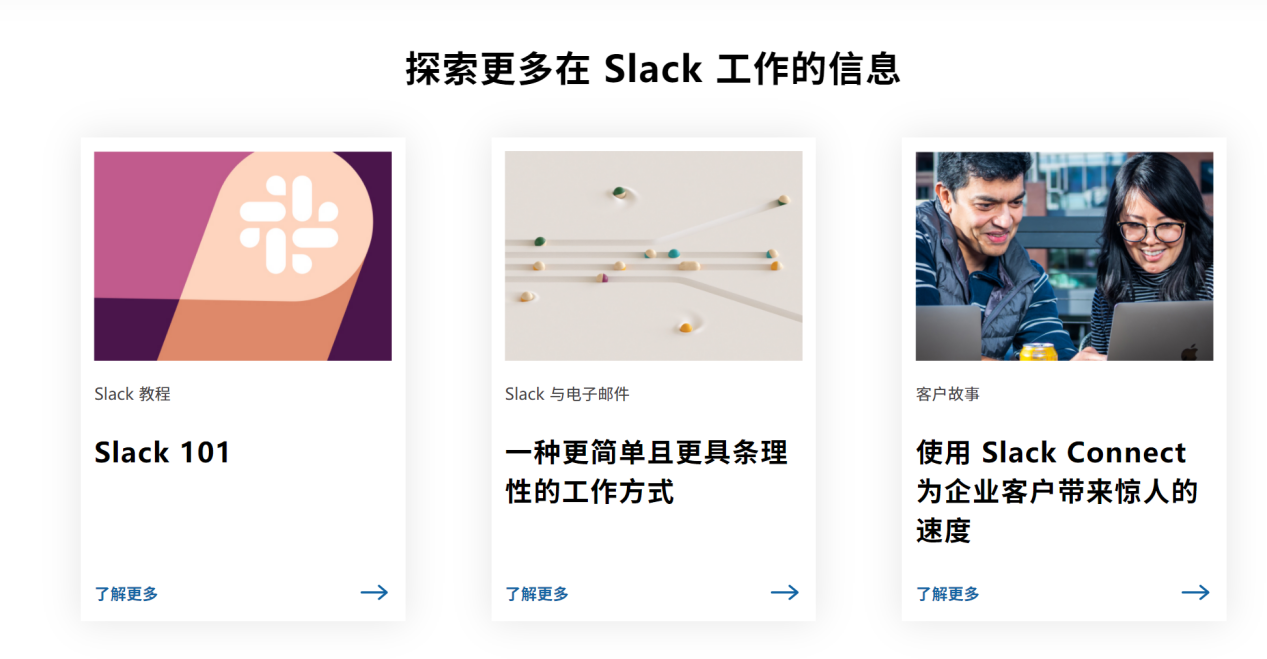 探索更多在 Slack 工作的信息
Slack 教程
Slack 101
了解更多
Slack 与电子邮件
一种更简单且更具条理
性的工作方式
了解更多
客户故事
使用 Slack Connect
为企业客户带来惊人的
速度
了解更多